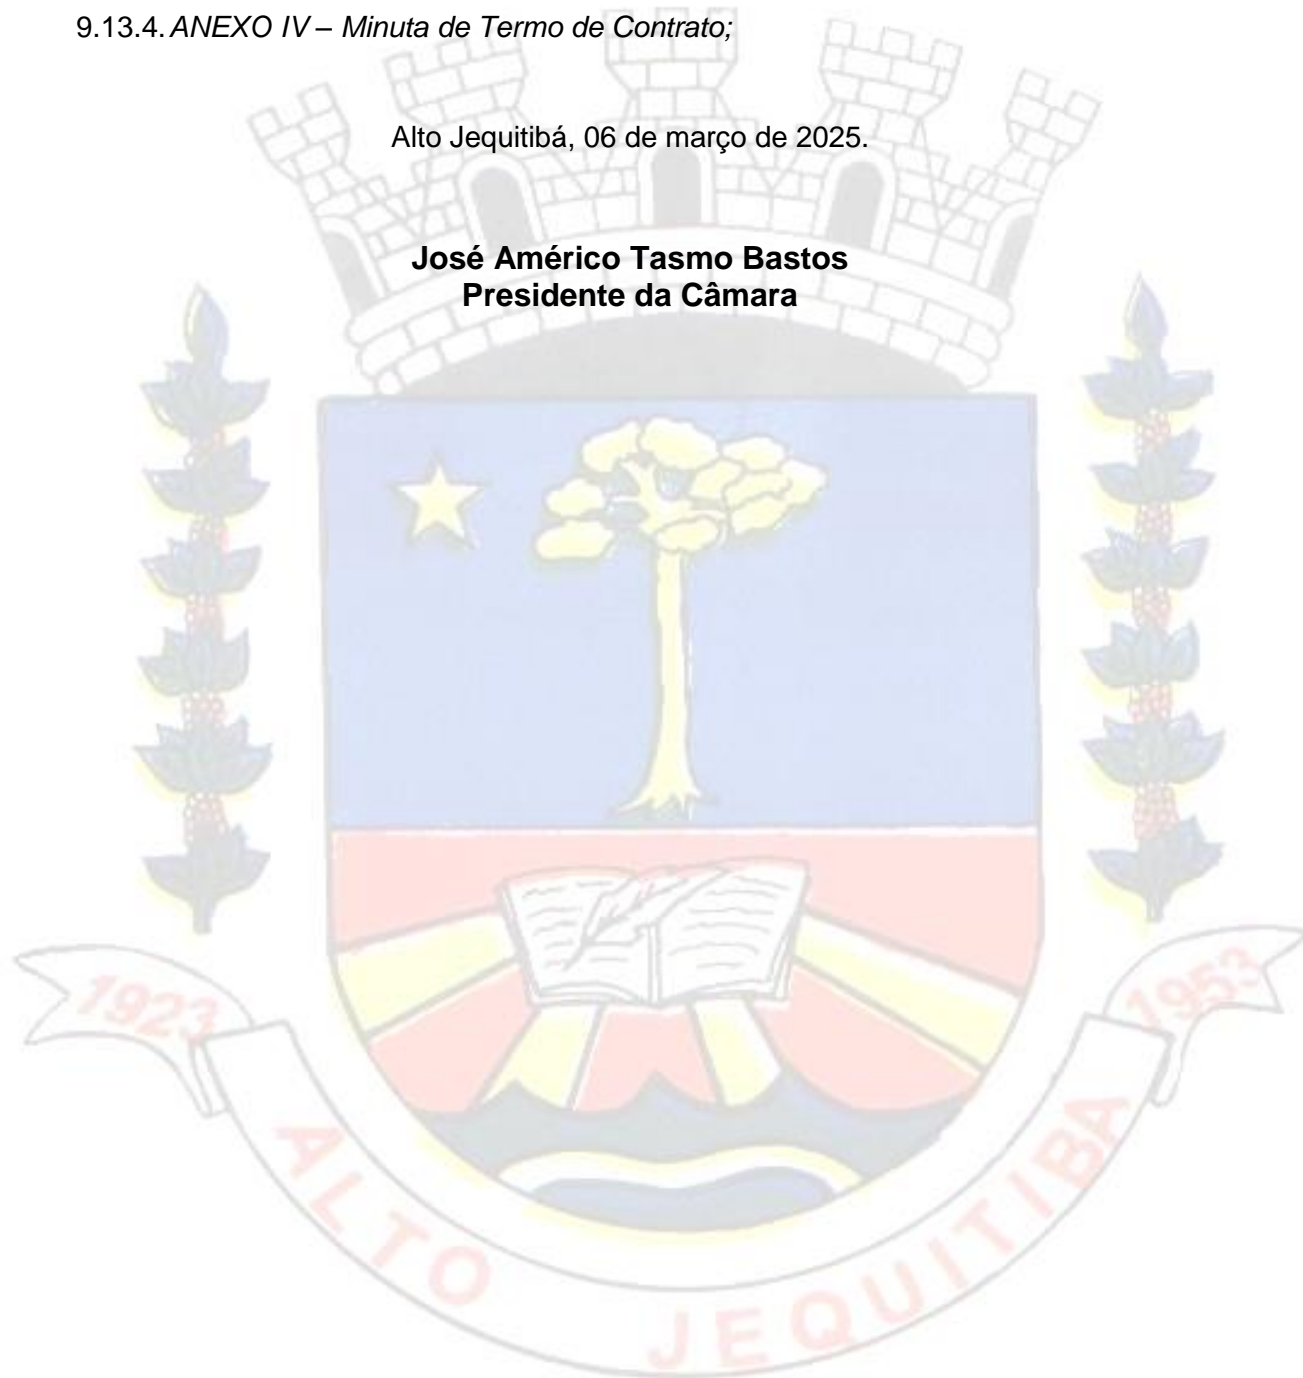 9.13.4. ANEXO IV – Minuta de Termo de Contrato;
Alto Jequitibá, 06 de março de 2025.
José Américo Tasmo Bastos
Presidente da Câmara
1923
1953
ALTO JEQUITIBA